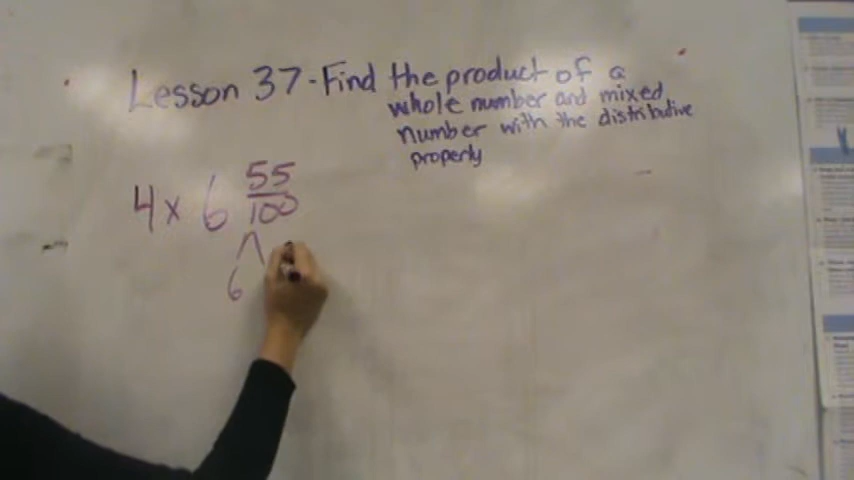 Lesson 37-Find the product of a
whole number and mixed
number with the distributive
property
4 x 6 55/100
6